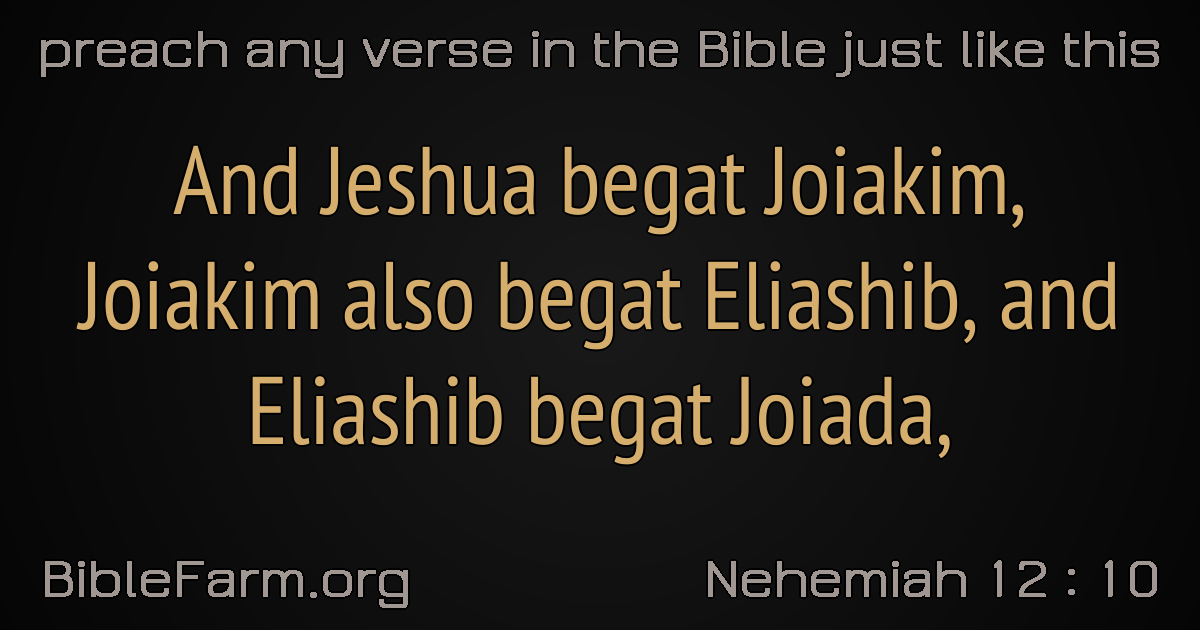 preach any verse in the Bible just like this
And Jeshua begat Joiakim,
Joiakim also begat Eliashib, and
Eliashib begat Joiada,
BibleFarm.org
Nehemiah 12 : 10